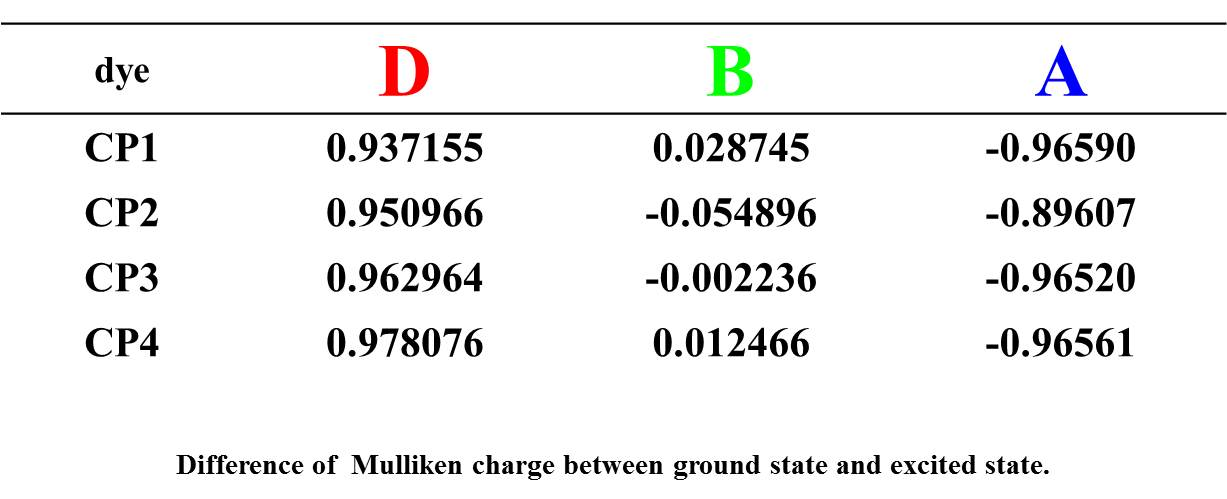 dye D B A
CP1 0.937155 0.028745 -0.96590
CP2 0.950966 -0.054896 -0.89607
CP3 0.962964 -0.002236 -0.96520
CP4 0.978076 0.012466 -0.96561
Difference of Mulliken charge between ground state and excited state.